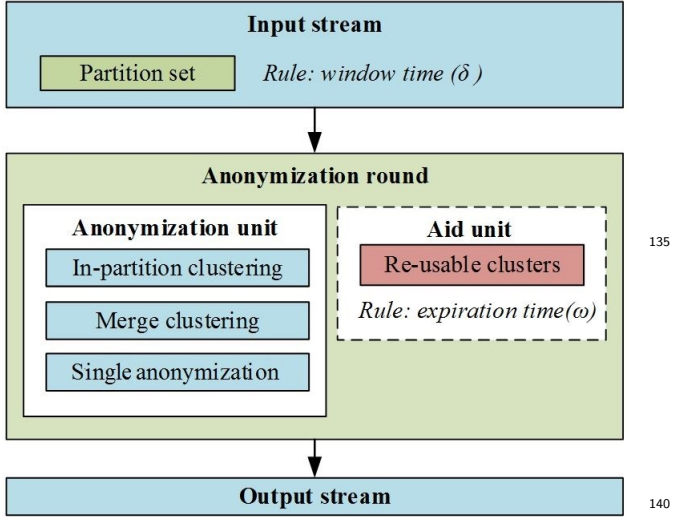 Input stream
Partition set
Rule: window time (δ )
Anonymization round
Anonymization unit
In-partition clustering
Merge clustering
Single anonymization
Aid unit
Re-usable clusters
Rule: expiration time(ω)
135
Output stream
140